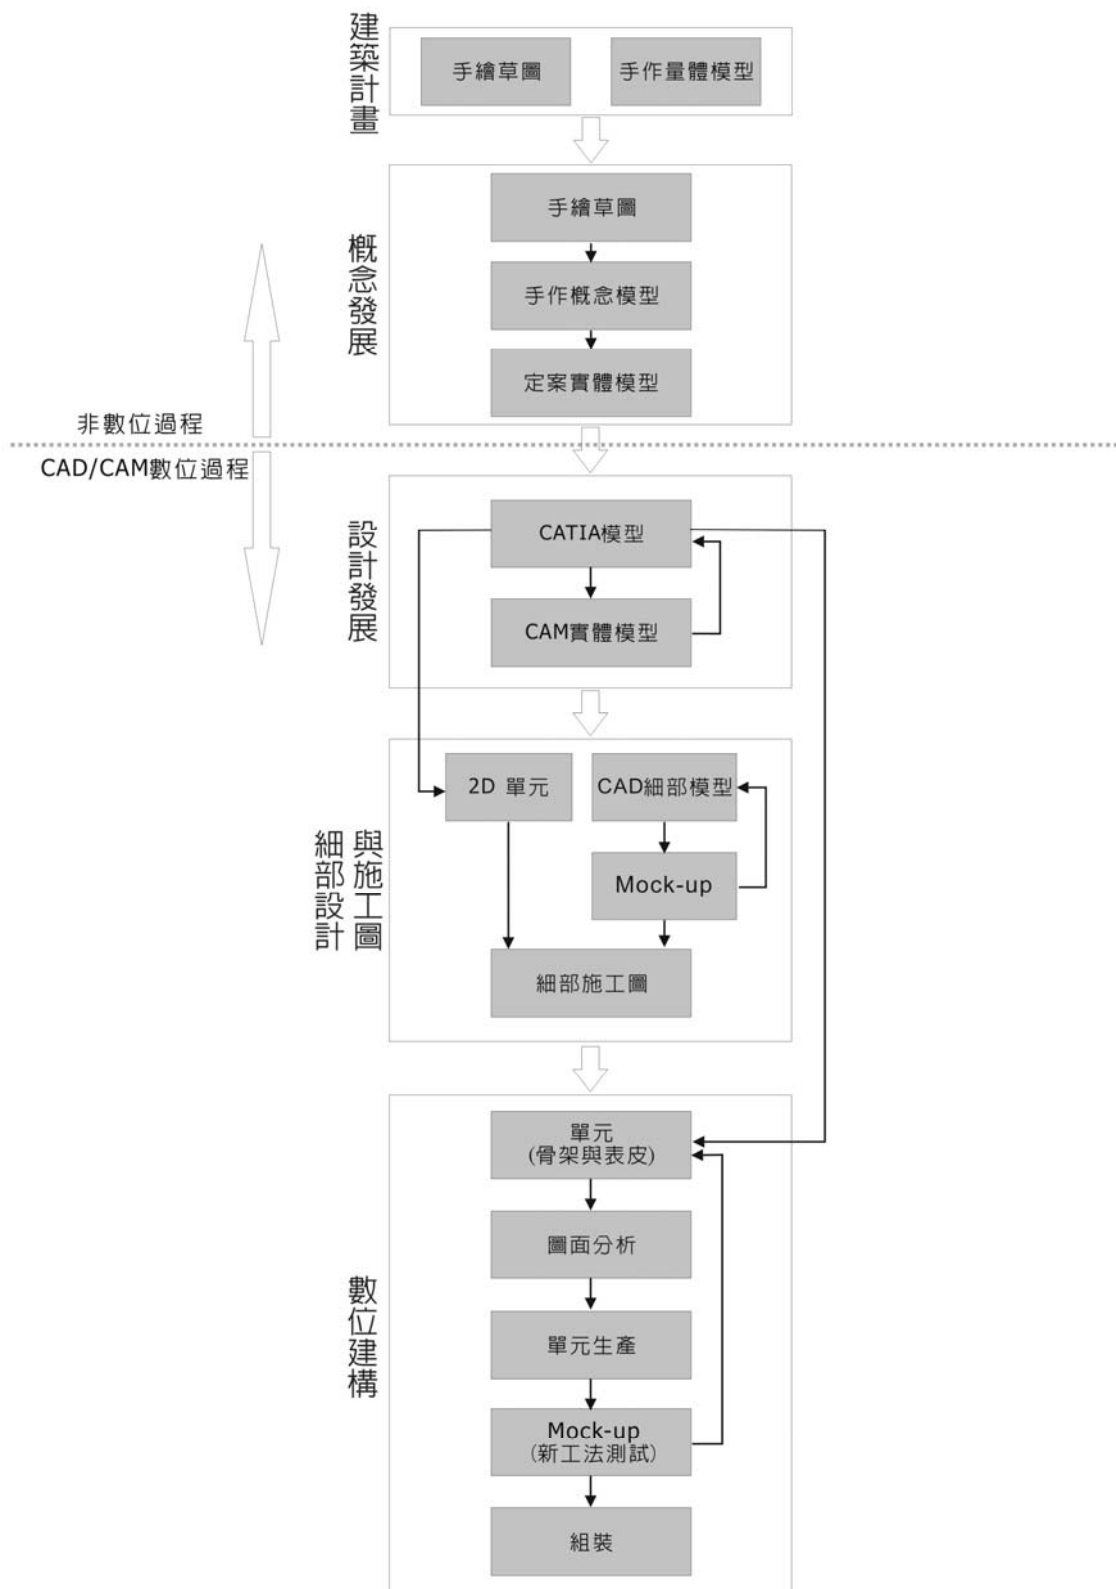 建築計畫
手繪草圖
手作量體模型
概念發展
手繪草圖
手作概念模型
定案實體模型
非數位過程
CAD/CAM數位過程
設計發展
CATIA模型
CAM實體模型
細部設計
與施工圖
2D 單元
CAD細部模型
Mock-up
細部施工圖
數位建構
單元
(骨架與表皮)
圖面分析
單元生產
Mock-up
(新工法測試)
組裝